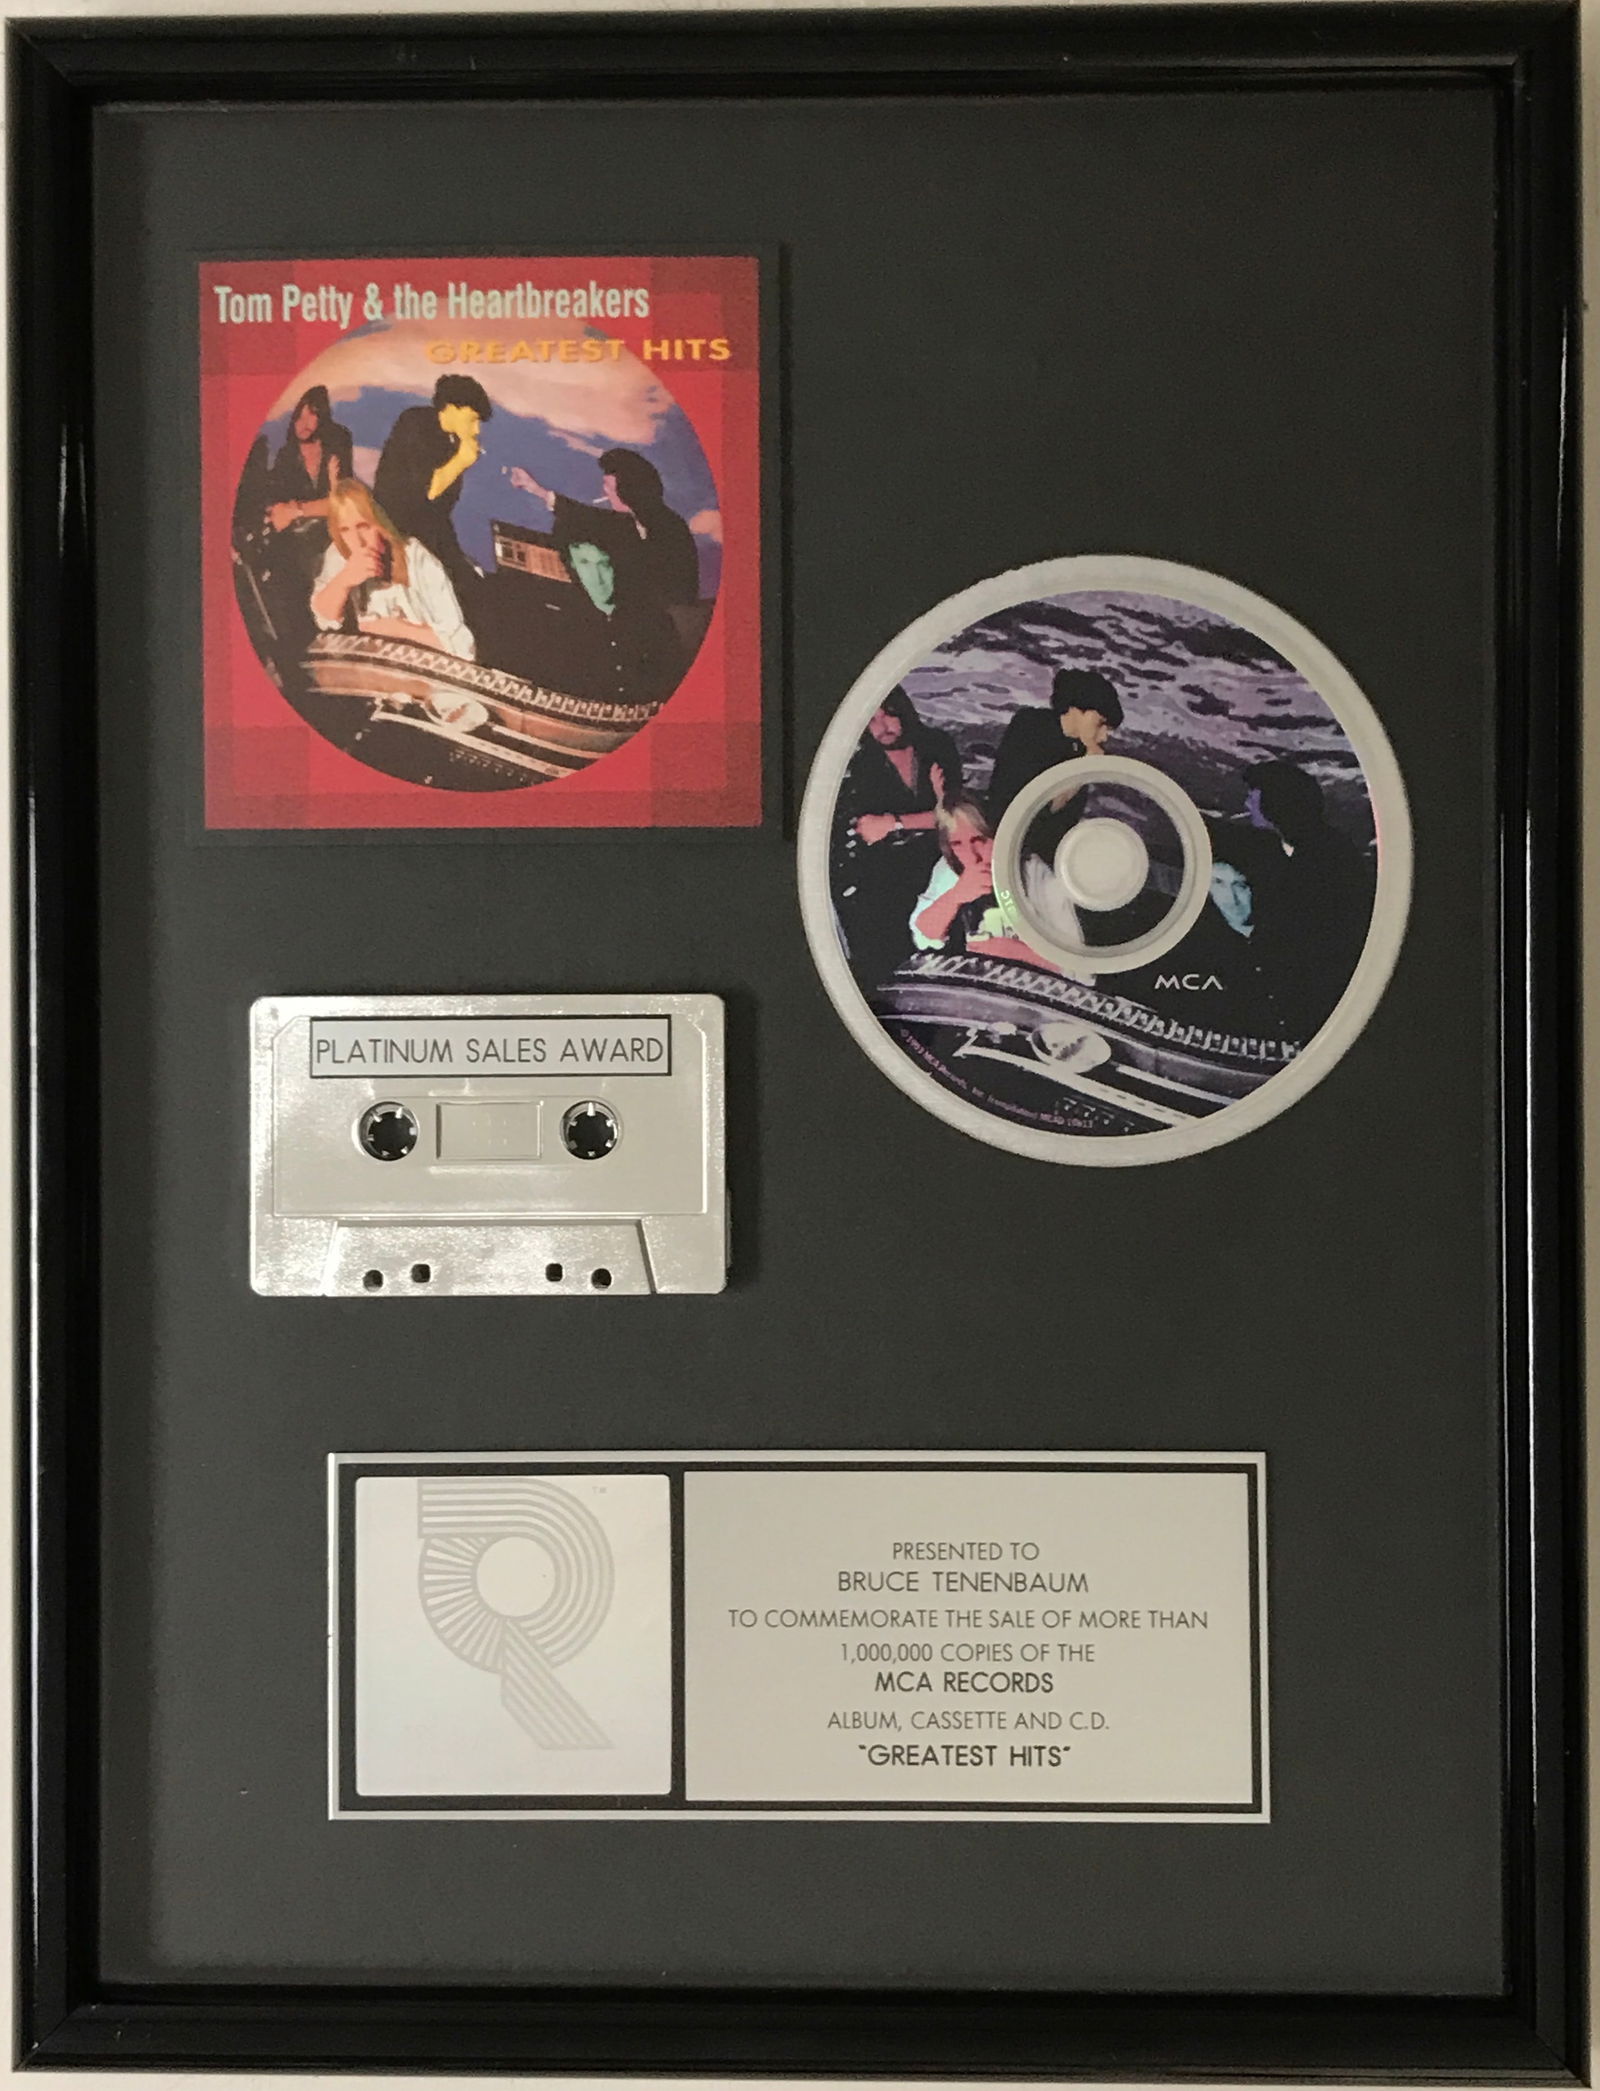 Tom Petty & the Heartbreakers
GREATEST HITS
MCA
PLATINUM SALES AWARD
TM
PRESENTED TO
BRUCE TENENBAUM
TO COMMEMORATE THE SALE OF MORE THAN
1,000,000 COPIES OF THE
MCA RECORDS
ALBUM, CASSETTE AND C.D.
"GREATEST HITS"